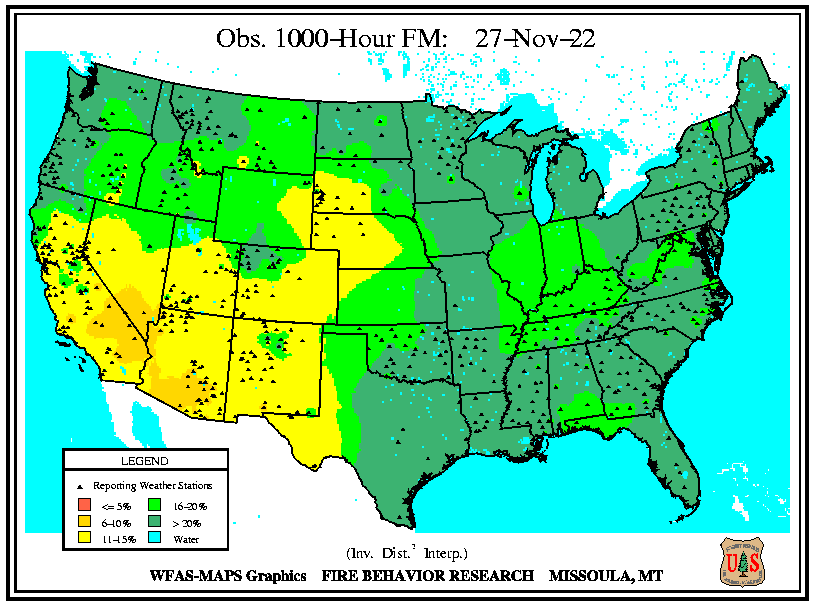 Obs. 1000-Hour FM: 27-Nov-22
LEGEND
Reporting Weather Stations
<= 5% 16-20%
6-10% > 20%
11-15% Water
(Inv. Dist.² Interp.)
WFAS-MAPS Graphics FIRE BEHAVIOR RESEARCH MISSOULA, MT
U S